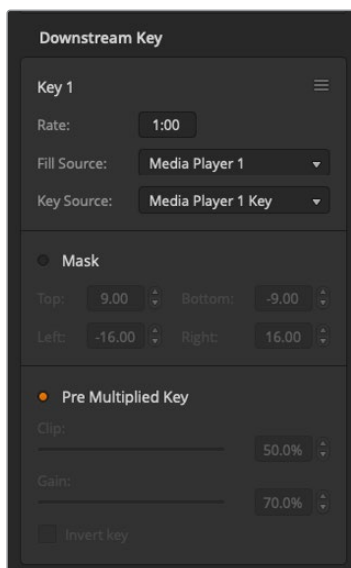 Downstream Key
Key 1
Rate: 1:00
Fill Source: Media Player 1
Key Source: Media Player 1 Key
Mask
Top: 9.00 Bottom: -9.00
Left: -16.00 Right: 16.00
Pre Multiplied Key
Clip:
50.0%
Gain:
70.0%
Invert key